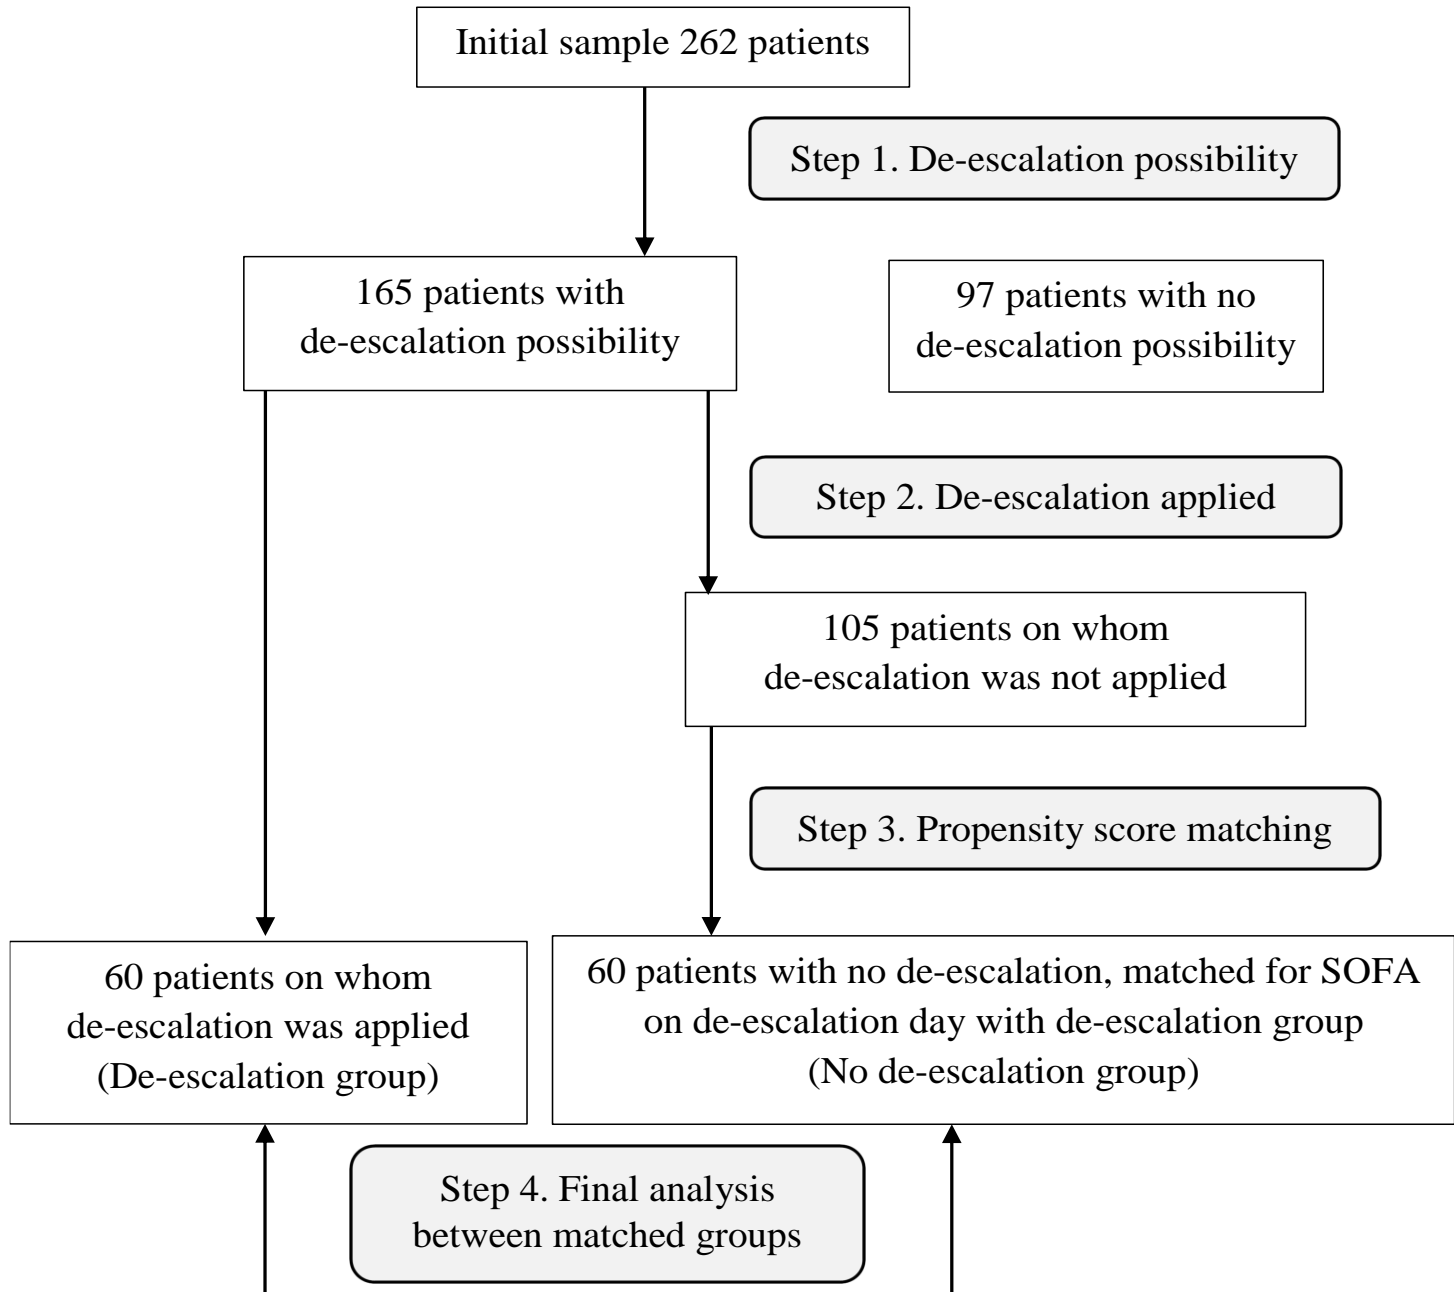 Initial sample 262 patients
Step 1. De-escalation possibility
165 patients with
de-escalation possibility
97 patients with no
de-escalation possibility
Step 2. De-escalation applied
105 patients on whom
de-escalation was not applied
Step 3. Propensity score matching
60 patients on whom
de-escalation was applied
(De-escalation group)
60 patients with no de-escalation, matched for SOFA
on de-escalation day with de-escalation group
(No de-escalation group)
Step 4. Final analysis
between matched groups